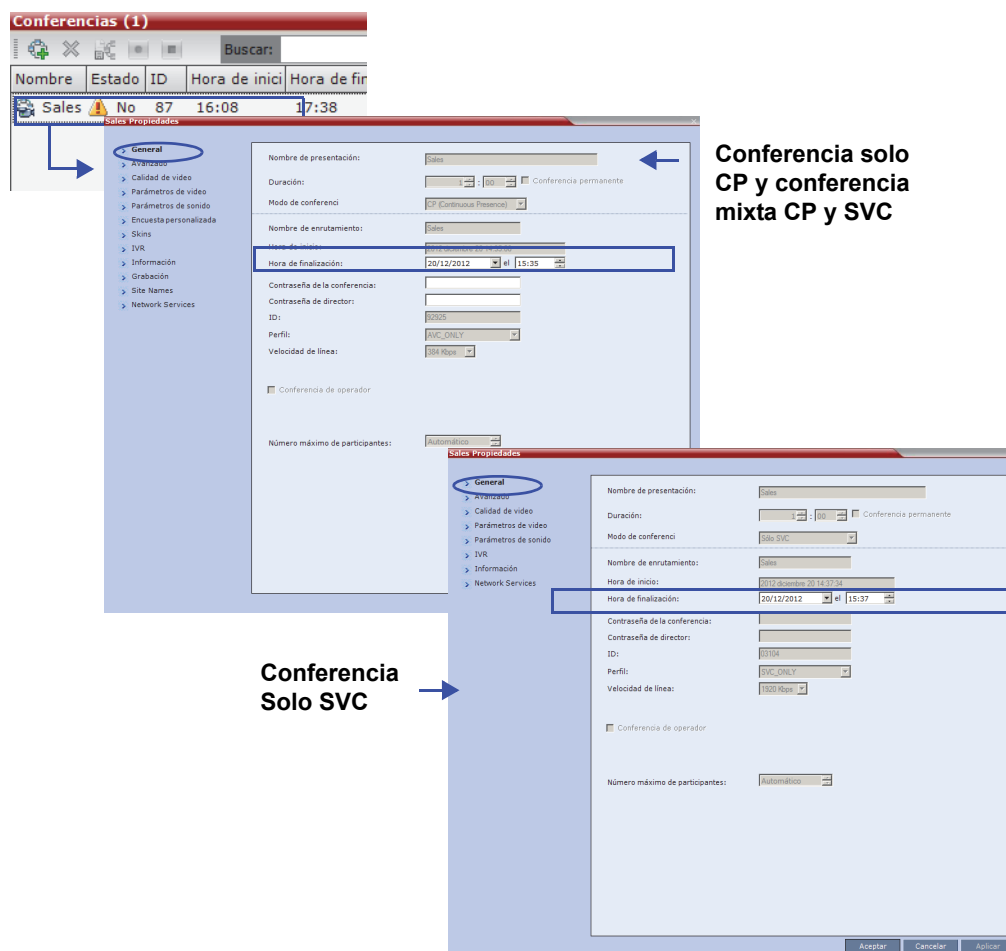 Conferencias (1)
Buscar:
Nombre Estado ID Hora de inici Hora de fin
Sales No 87 16:08 17:38
Sales Propiedades
General
Avanzado
Calidad de video
Parámetros de video
Parámetros de sonido
Encuesta personalizada
Skins
IVR
Información
Grabación
Site Names
Network Services
Nombre de presentación: Sales
Duración: 1 : 00 Conferencia permanente
Modo de conferenci CP (Continuous Presence)
Nombre de enrutamiento: Sales
Hora de inicio: 2012 diciembre 20
Hora de finalización: 20/12/2012 el 15:35
Contraseña de la conferencia:
Contraseña de director:
ID: 92925
Perfil: AVC_ONLY
Velocidad de línea: 384 Kbps
Conferencia de operador
Número máximo de participantes: Automático
Conferencia solo
CP y conferencia
mixta CP y SVC
Sales Propiedades
General
Avanzado
Calidad de video
Parámetros de video
Parámetros de sonido
IVR
Información
Network Services
Nombre de presentación: Sales
Duración: 1 : 00 Conferencia permanente
Modo de conferenci Sólo SVC
Nombre de enrutamiento: Sales
Hora de inicio: 2012 diciembre 20 14:37:34
Hora de finalización: 20/12/2012 el 15:37
Contraseña de la conferencia:
Contraseña de director:
ID: 03104
Perfil: SVC_ONLY
Velocidad de línea: 1920 Kbps
Conferencia de operador
Número máximo de participantes: Automático
Aceptar Cancelar Aplicar
Conferencia
Solo SVC